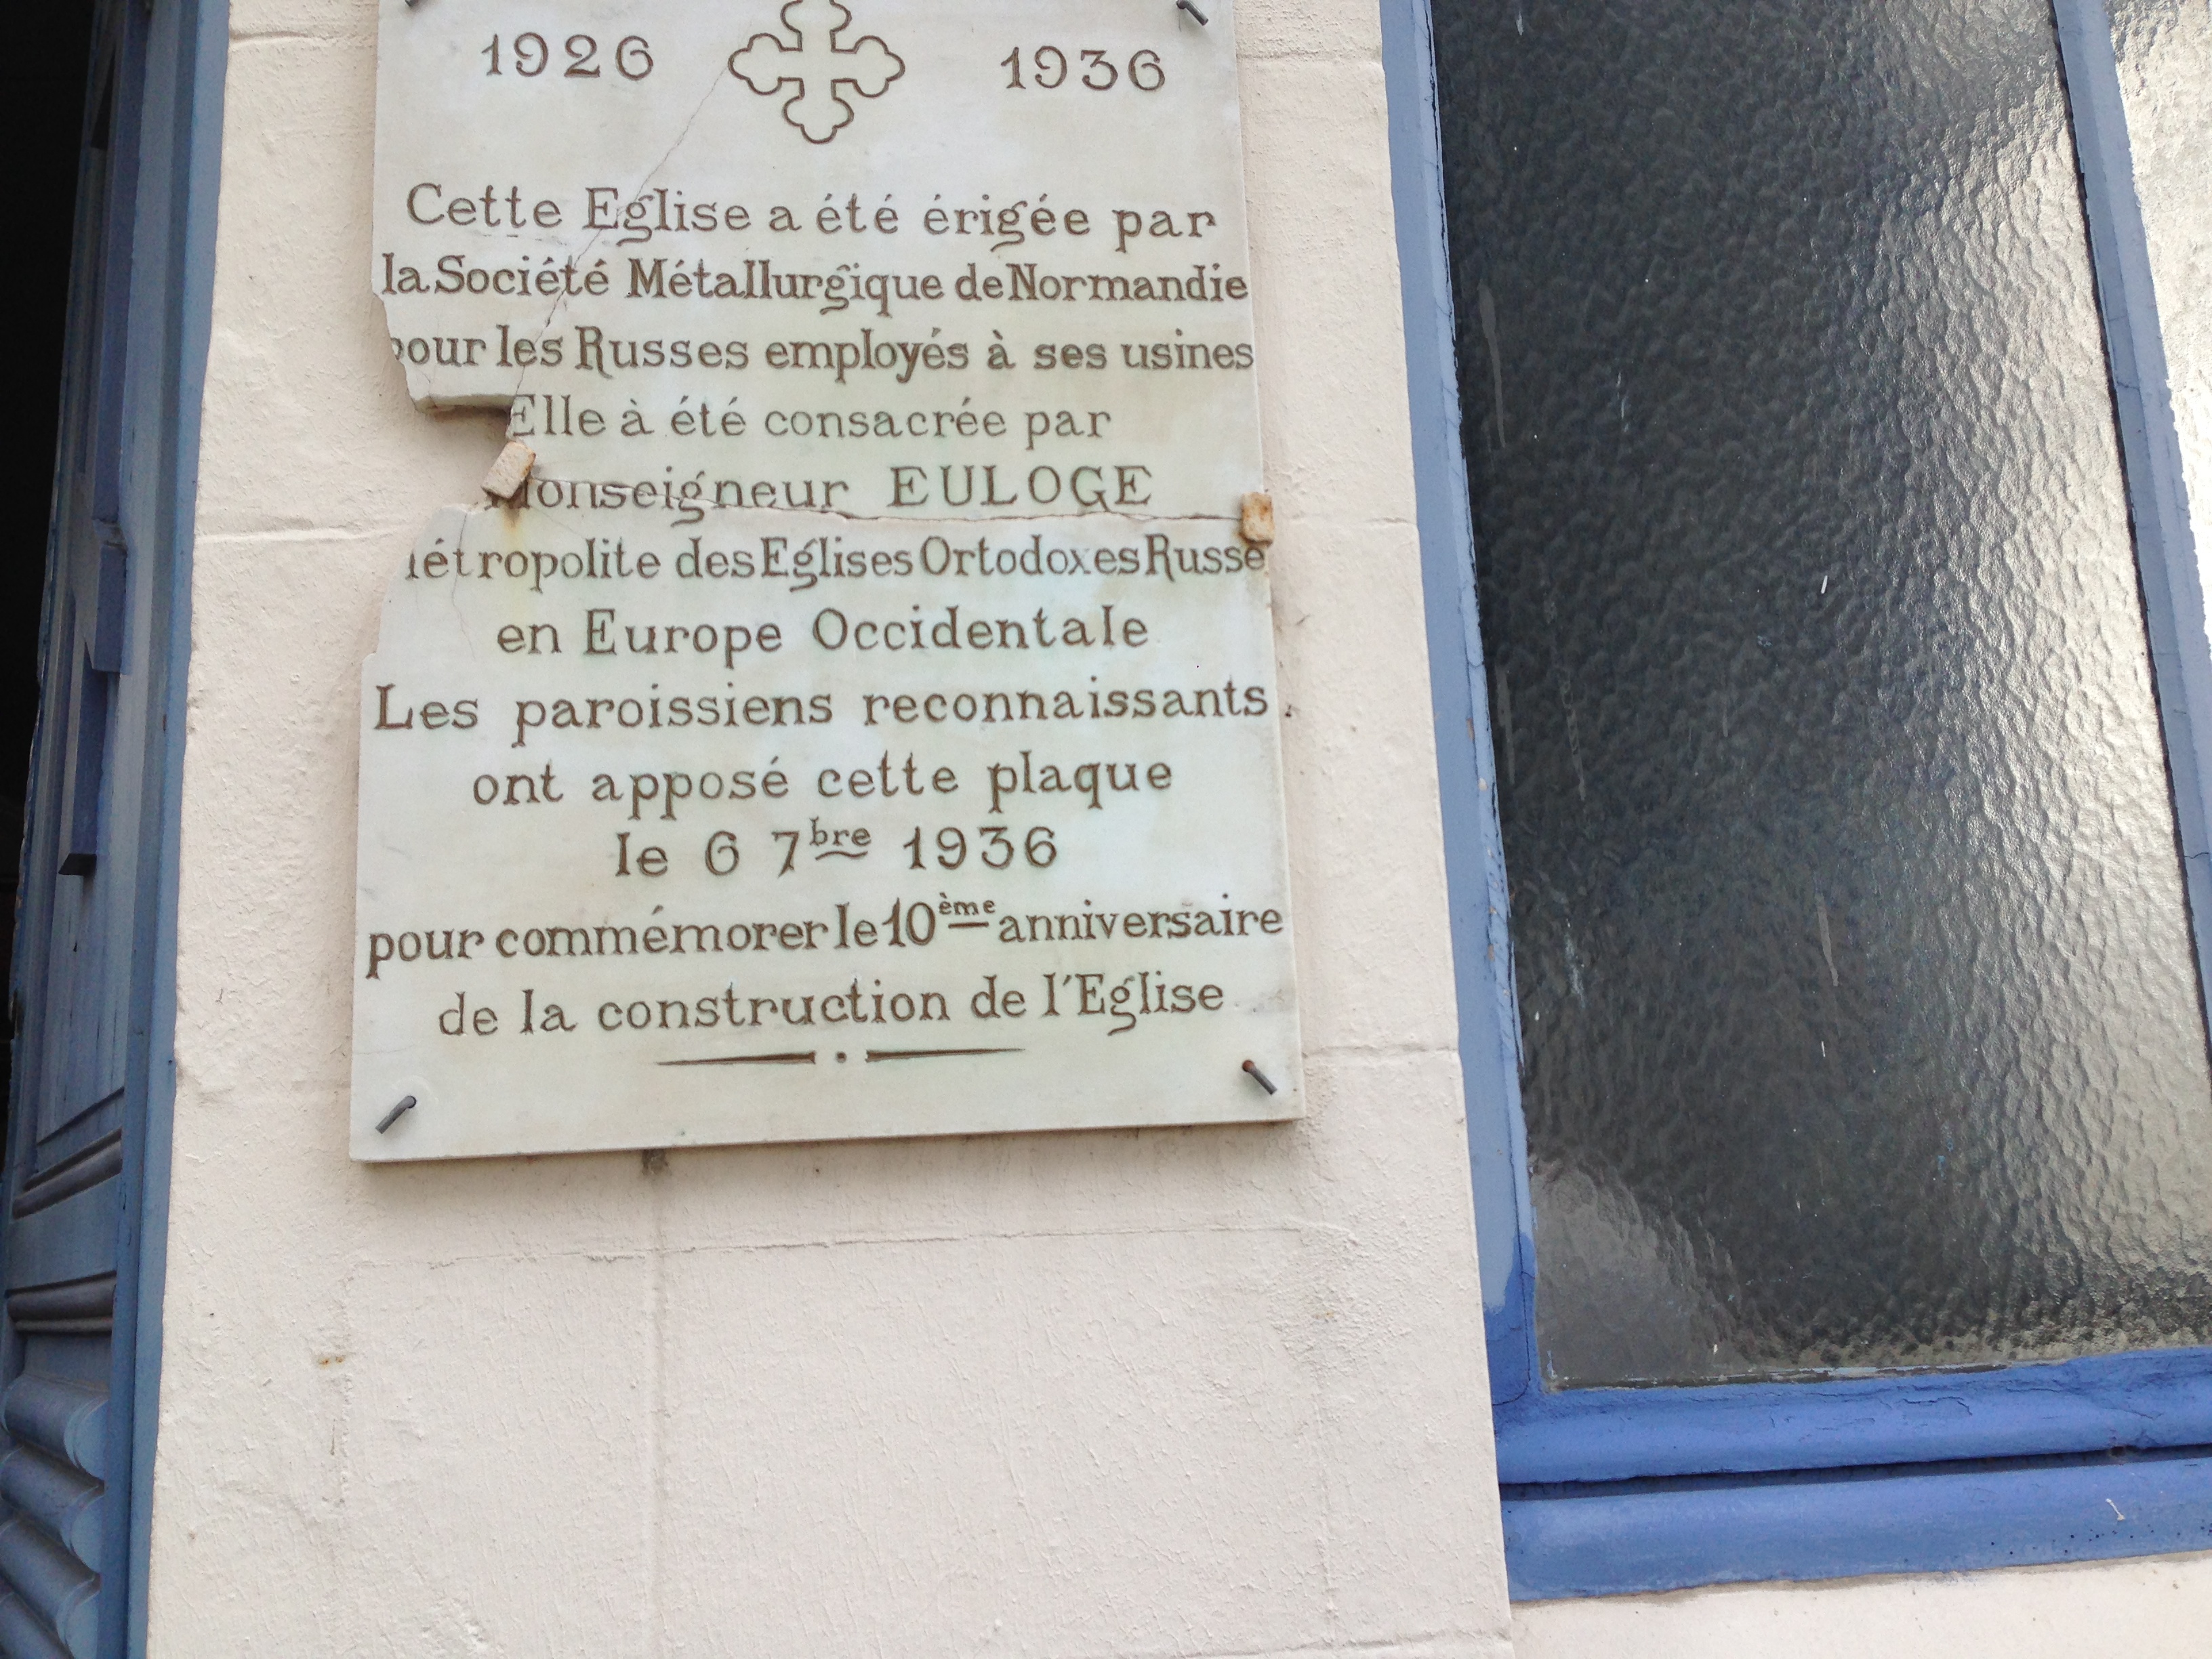 1926 1936
Cette Eglise a été érigée par
la Société Métallurgique de Normandie
pour les Russes employés à ses usines
Elle à été consacrée par
Monseigneur EULOGE
Métropolite des Eglises Ortodoxes Russe
en Europe Occidentale
Les paroissiens reconnaissants
ont apposé cette plaque
le 6 7bre 1936
pour commémorer le 10ème anniversaire
de la construction de l'Eglise